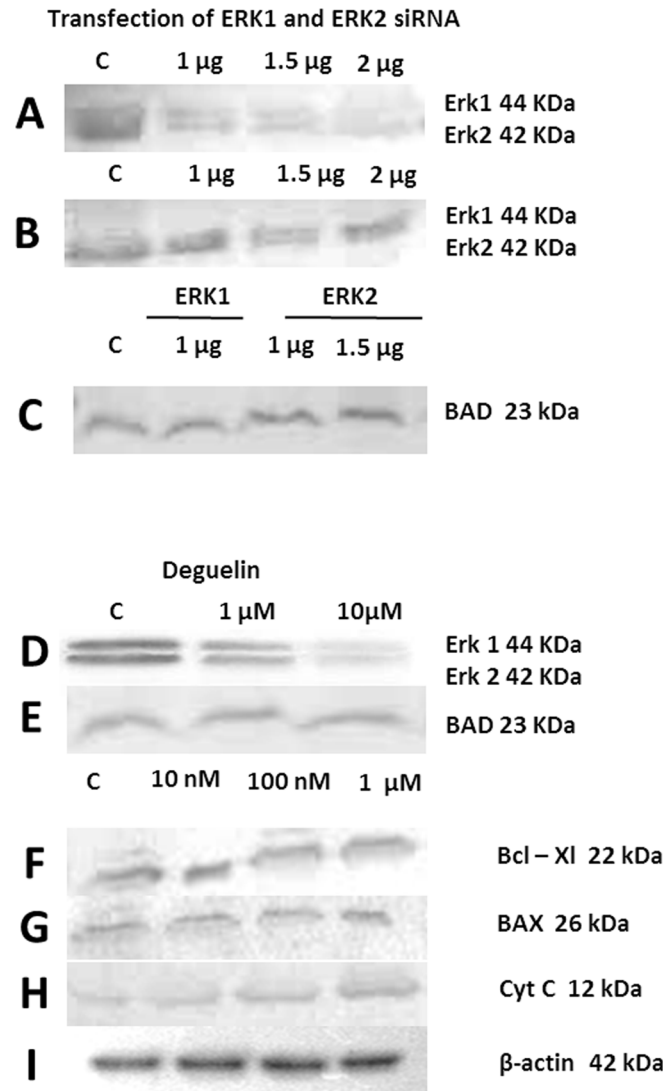 Transfection of ERK1 and ERK2 siRNA
C 1 µg 1.5 µg 2 µg
A Erk1 44 KDa
Erk2 42 KDa
C 1 µg 1.5 µg 2 µg
B Erk1 44 KDa
Erk2 42 KDa
ERK1 ERK2
C 1 µg 1 µg 1.5 µg
C BAD 23 kDa
Deguelin
C 1 µM 10µM
D Erk 1 44 KDa
Erk 2 42 KDa
E BAD 23 KDa
C 10 nM 100 nM 1 µM
F Bcl – Xl 22 kDa
G BAX 26 kDa
H Cyt C 12 kDa
I β-actin 42 kDa